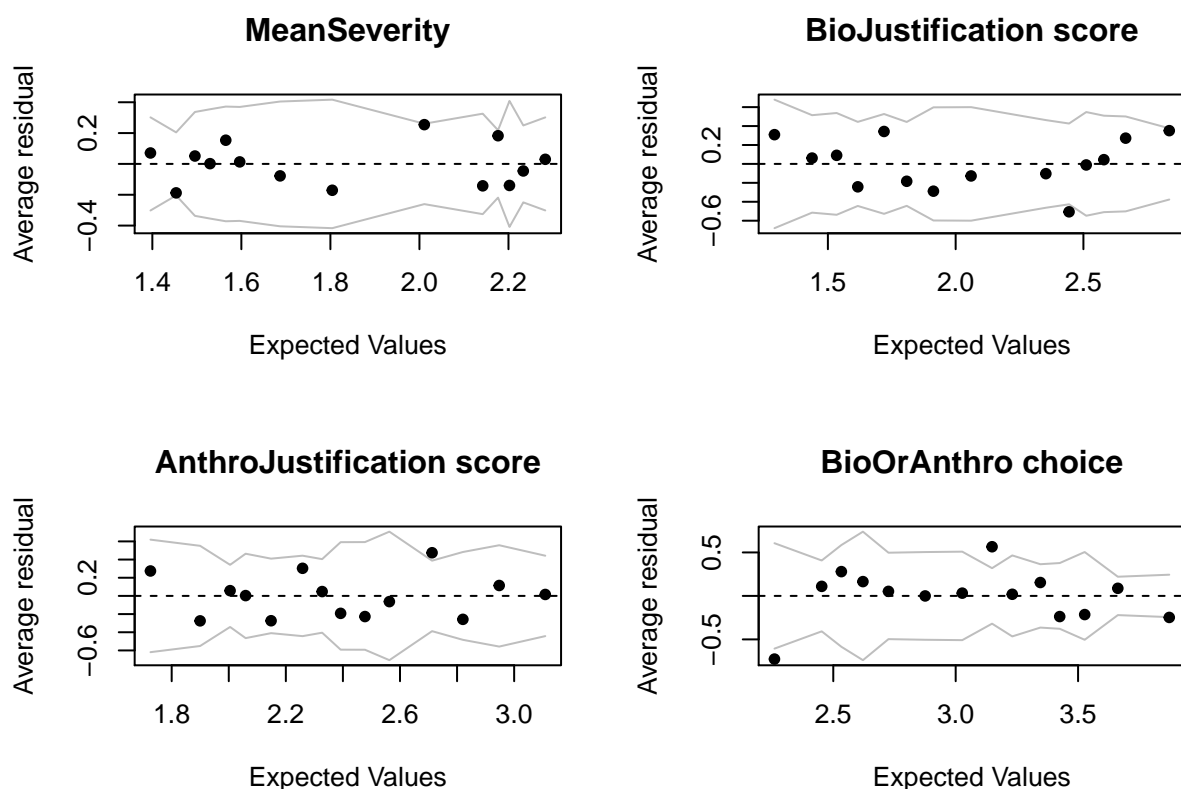 MeanSeverity
Average residual
0.2
−0.4
1.4 1.6 1.8 2.0 2.2
Expected Values
BioJustification score
Average residual
0.2
−0.6
1.5 2.0 2.5
Expected Values
AnthroJustification score
Average residual
0.2
−0.6
1.8 2.2 2.6 3.0
Expected Values
BioOrAnthro choice
Average residual
0.5
−0.5
2.5 3.0 3.5
Expected Values